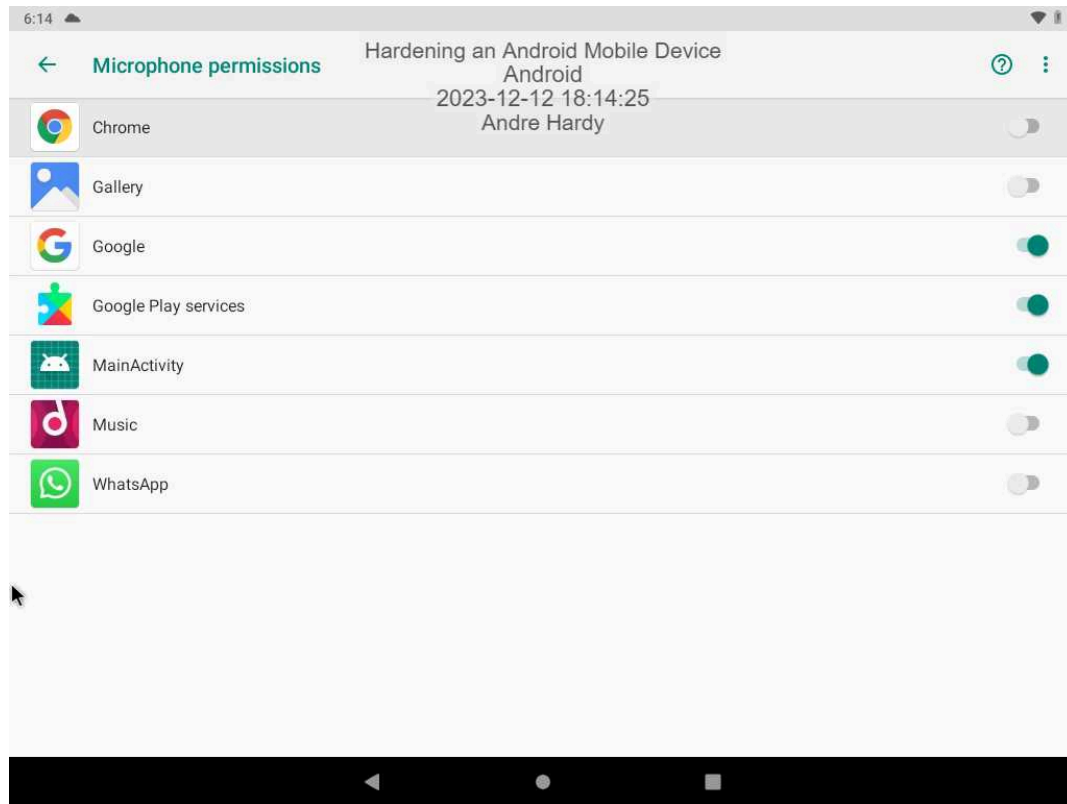 6:14
Microphone permissions
Hardening an Android Mobile Device
Android
2023-12-12 18:14:25
Andre Hardy
Chrome
Gallery
Google
Google Play services
MainActivity
Music
WhatsApp